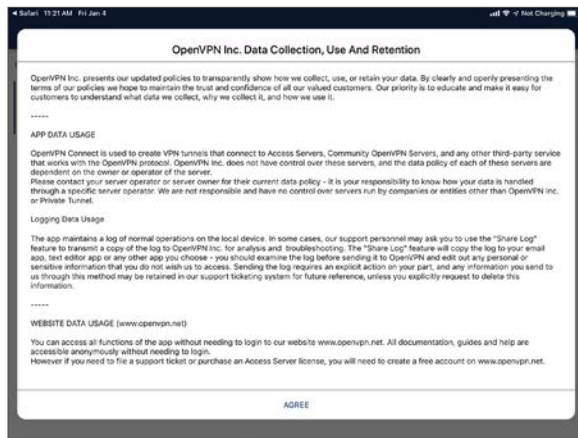 Safari 11:21 AM Fri Jan 4
Not Charging
OpenVPN Inc. Data Collection, Use And Retention
OpenVPN Inc. presents our updated policies to transparently show how we collect, use, or retain your data. By clearly and openly presenting the
terms of our policies we hope to maintain the trust and confidence of all our valued customers. Our priority is to educate and make it easy for
customers to understand what data we collect, why we collect it, and how we use it.
-----
APP DATA USAGE
OpenVPN Connect is used to create VPN tunnels that connect to Access Servers, Community OpenVPN Servers, and any other third-party service
that works with the OpenVPN protocol. OpenVPN Inc. does not have control over these servers, and the data policy of each of these servers are
dependent on the owner or operator of the server.
Please contact your server operator or server owner for their current data policy - it is your responsibility to know how your data is handled
through a specific server operator. We are not responsible and have no control over servers run by companies or entities other than OpenVPN Inc.
or Private Tunnel.
Logging Data Usage
The app maintains a log of normal operations on the local device. In some cases, our support personnel may ask you to use the "Share Log"
feature to transmit a copy of the log to OpenVPN Inc. for analysis and troubleshooting. The "Share Log" feature will copy the log to your email
app, text editor app or any other app you choose - you should examine the log before sending it to OpenVPN and edit out any personal or
sensitive information that you do not wish us to access. Sending the log requires an explicit action on your part, and any information you send to
us through this method may be retained in our support ticketing system for future reference, unless you explicitly request to delete this
information.
-----
WEBSITE DATA USAGE (www.openvpn.net)
You can access all functions of the app without needing to login to our website www.openvpn.net. All documentation, guides and help are
accessible anonymously without needing to login.
However if you need to file a support ticket or purchase an Access Server license, you will need to create a free account on www.openvpn.net.
AGREE